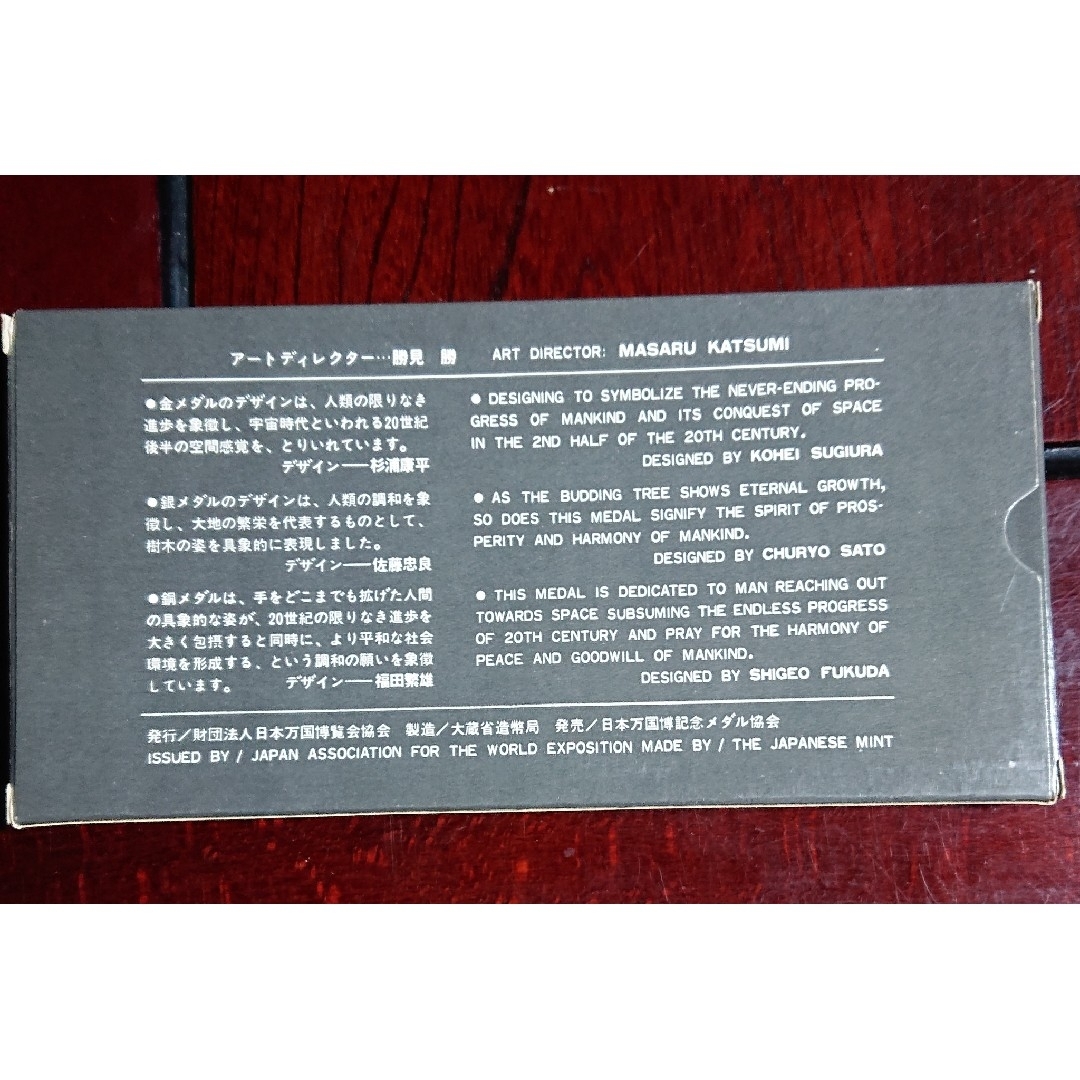 アートディレクター…勝見 勝 ART DIRECTOR: MASARU KATSUMI
●金メダルのデザインは、人類の限りなき
進歩を象徴し、宇宙時代といわれる20世紀
後半の空間感覚を、とりいれています。
デザイン──杉浦康平
●銀メダルのデザインは、人類の調和を象
徴し、大地の繁栄を代表するものとして、
樹木の姿を具象的に表現しました。
デザイン──佐藤忠良
●銅メダルは、手をどこまでも拡げた人間
の具象的な姿が、20世紀の限りなき進歩を
大きく包摂すると同時に、より平和な社会
環境を形成する、という調和の願いを象徴
しています。 デザイン──福田繁雄
● DESIGNING TO SYMBOLIZE THE NEVER-ENDING PRO-
GRESS OF MANKIND AND ITS CONQUEST OF SPACE
IN THE 2ND HALF OF THE 20TH CENTURY.
DESIGNED BY KOHEI SUGIURA
● AS THE BUDDING TREE SHOWS ETERNAL GROWTH,
SO DOES THIS MEDAL SIGNIFY THE SPIRIT OF PROS-
PERITY AND HARMONY OF MANKIND.
DESIGNED BY CHURYO SATO
● THIS MEDAL IS DEDICATED TO MAN REACHING OUT
TOWARDS SPACE SUBSUMING THE ENDLESS PROGRESS
OF 20TH CENTURY AND PRAY FOR THE HARMONY OF
PEACE AND GOODWILL OF MANKIND.
DESIGNED BY SHIGEO FUKUDA
発行/財団法人日本万国博覧会協会 製造/大蔵省造幣局 発売/日本万国博記念メダル協会
ISSUED BY / JAPAN ASSOCIATION FOR THE WORLD EXPOSITION MADE BY / THE JAPANESE MINT